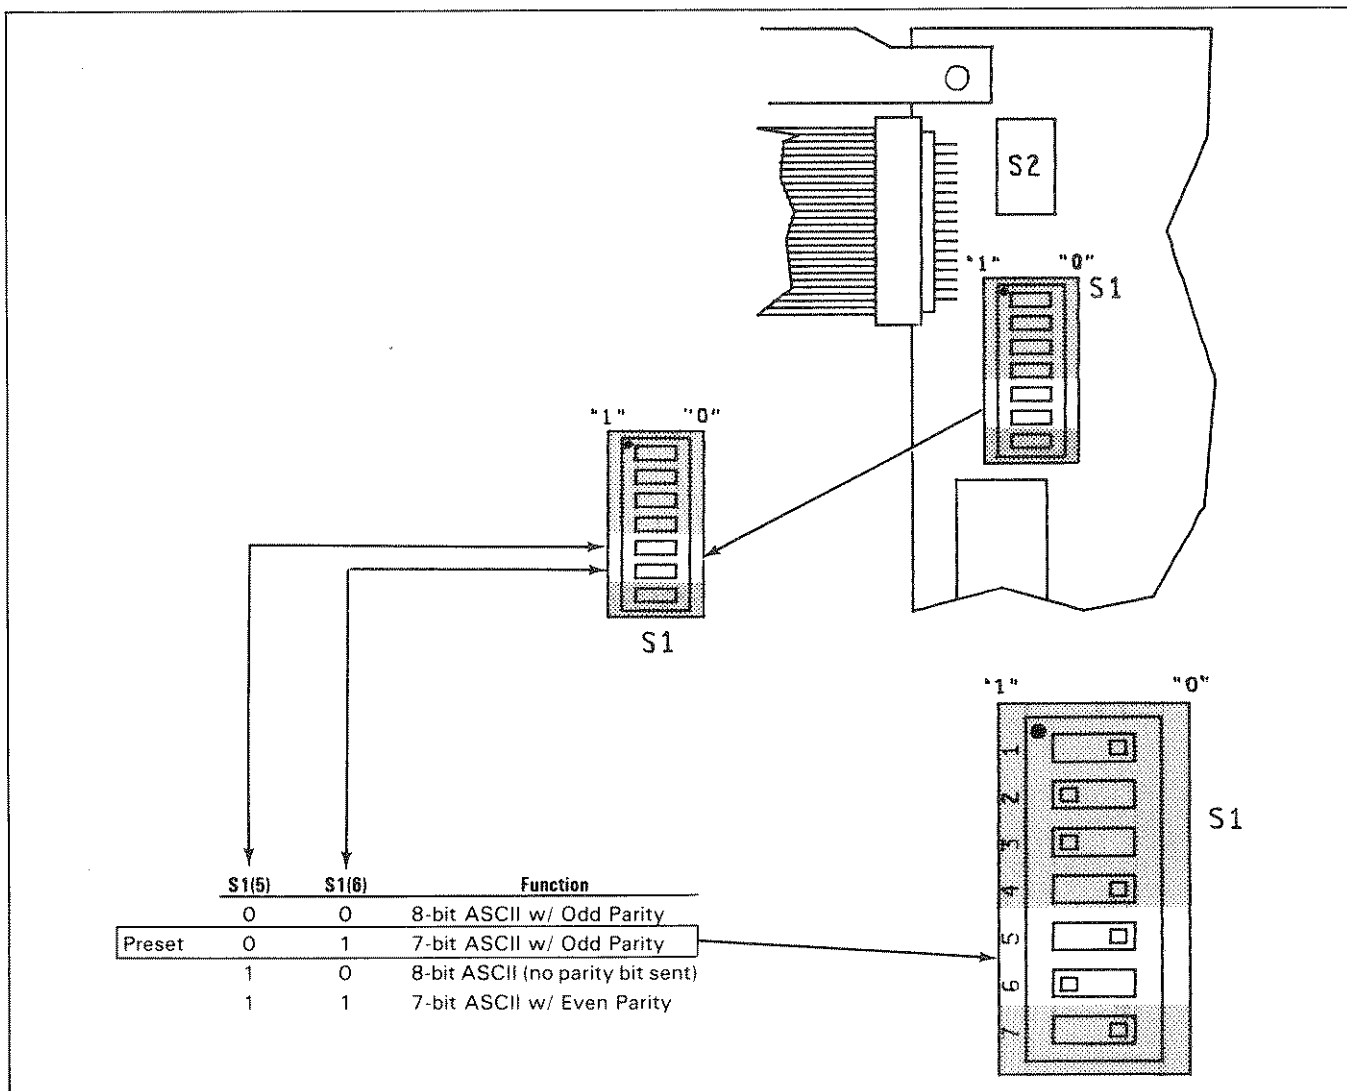 S2
"1" "0"
S1
"1" "0"
S1
"1" "0"
1
2
3
4
5
6
7
S1
S1(5) S1(6) Function
0 0 8-bit ASCII w/ Odd Parity
Preset 0 1 7-bit ASCII w/ Odd Parity
1 0 8-bit ASCII (no parity bit sent)
1 1 7-bit ASCII w/ Even Parity